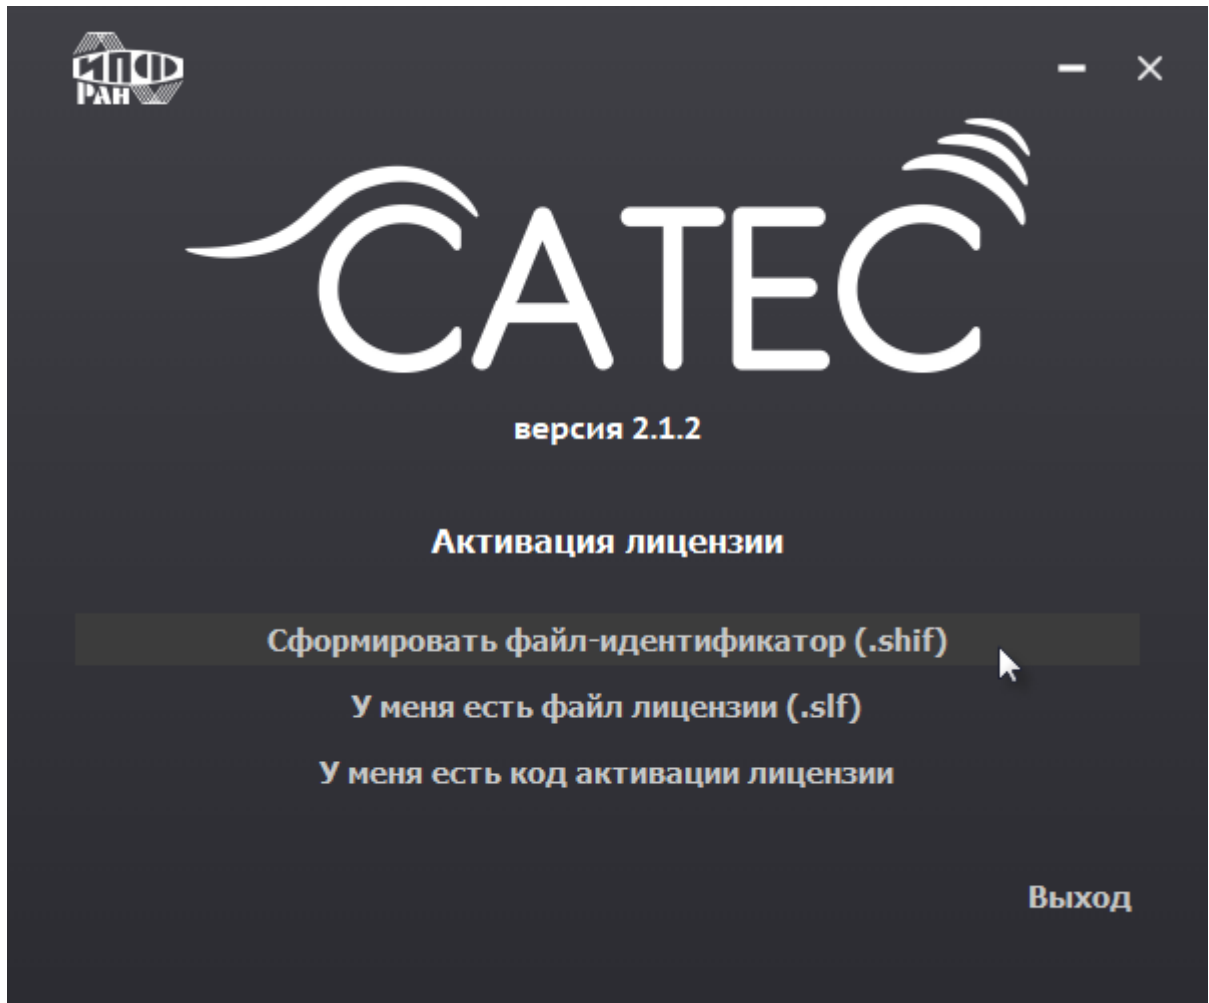 ИПФ
РАН
CATEC
версия 2.1.2
Активация лицензии
Сформировать файл-идентификатор (.shif)
У меня есть файл лицензии (.slf)
У меня есть код активации лицензии
Выход